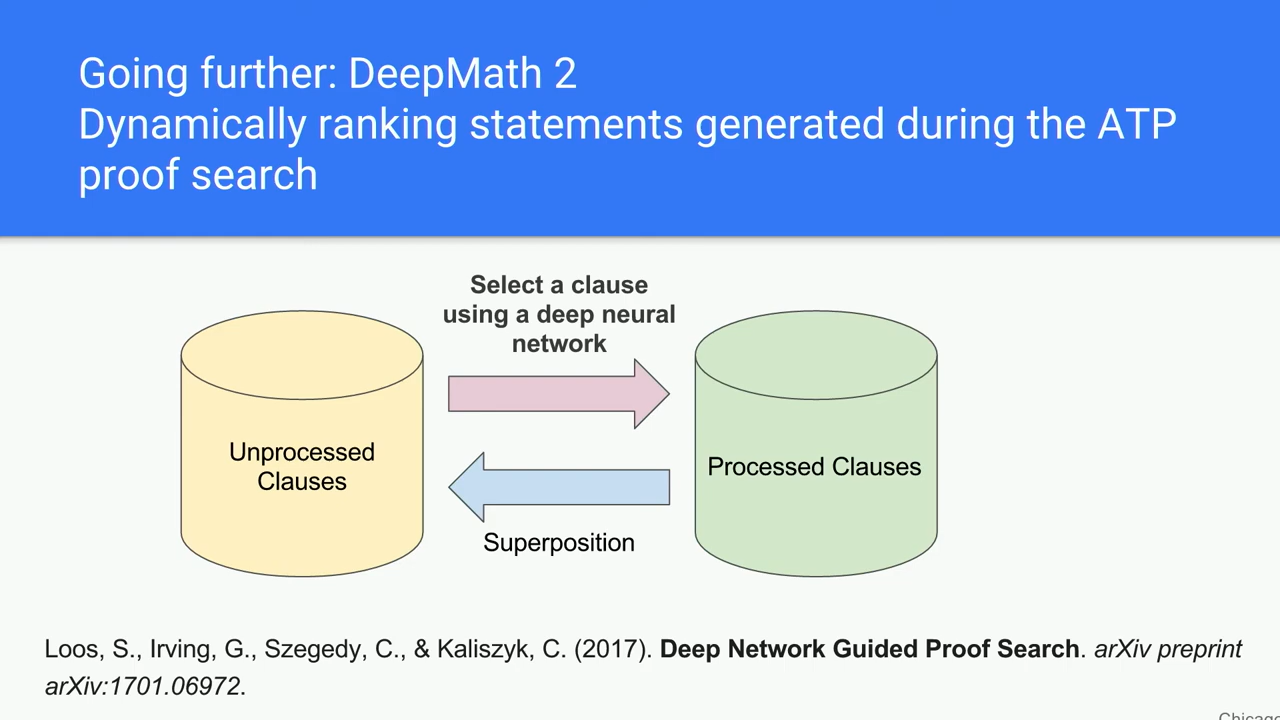 Going further: DeepMath 2
Dynamically ranking statements generated during the ATP
proof search
Select a clause
using a deep neural
network
Unprocessed
Clauses
Processed Clauses
Superposition
Loos, S., Irving, G., Szegedy, C., & Kaliszyk, C. (2017). Deep Network Guided Proof Search. arXiv preprint
arXiv:1701.06972.